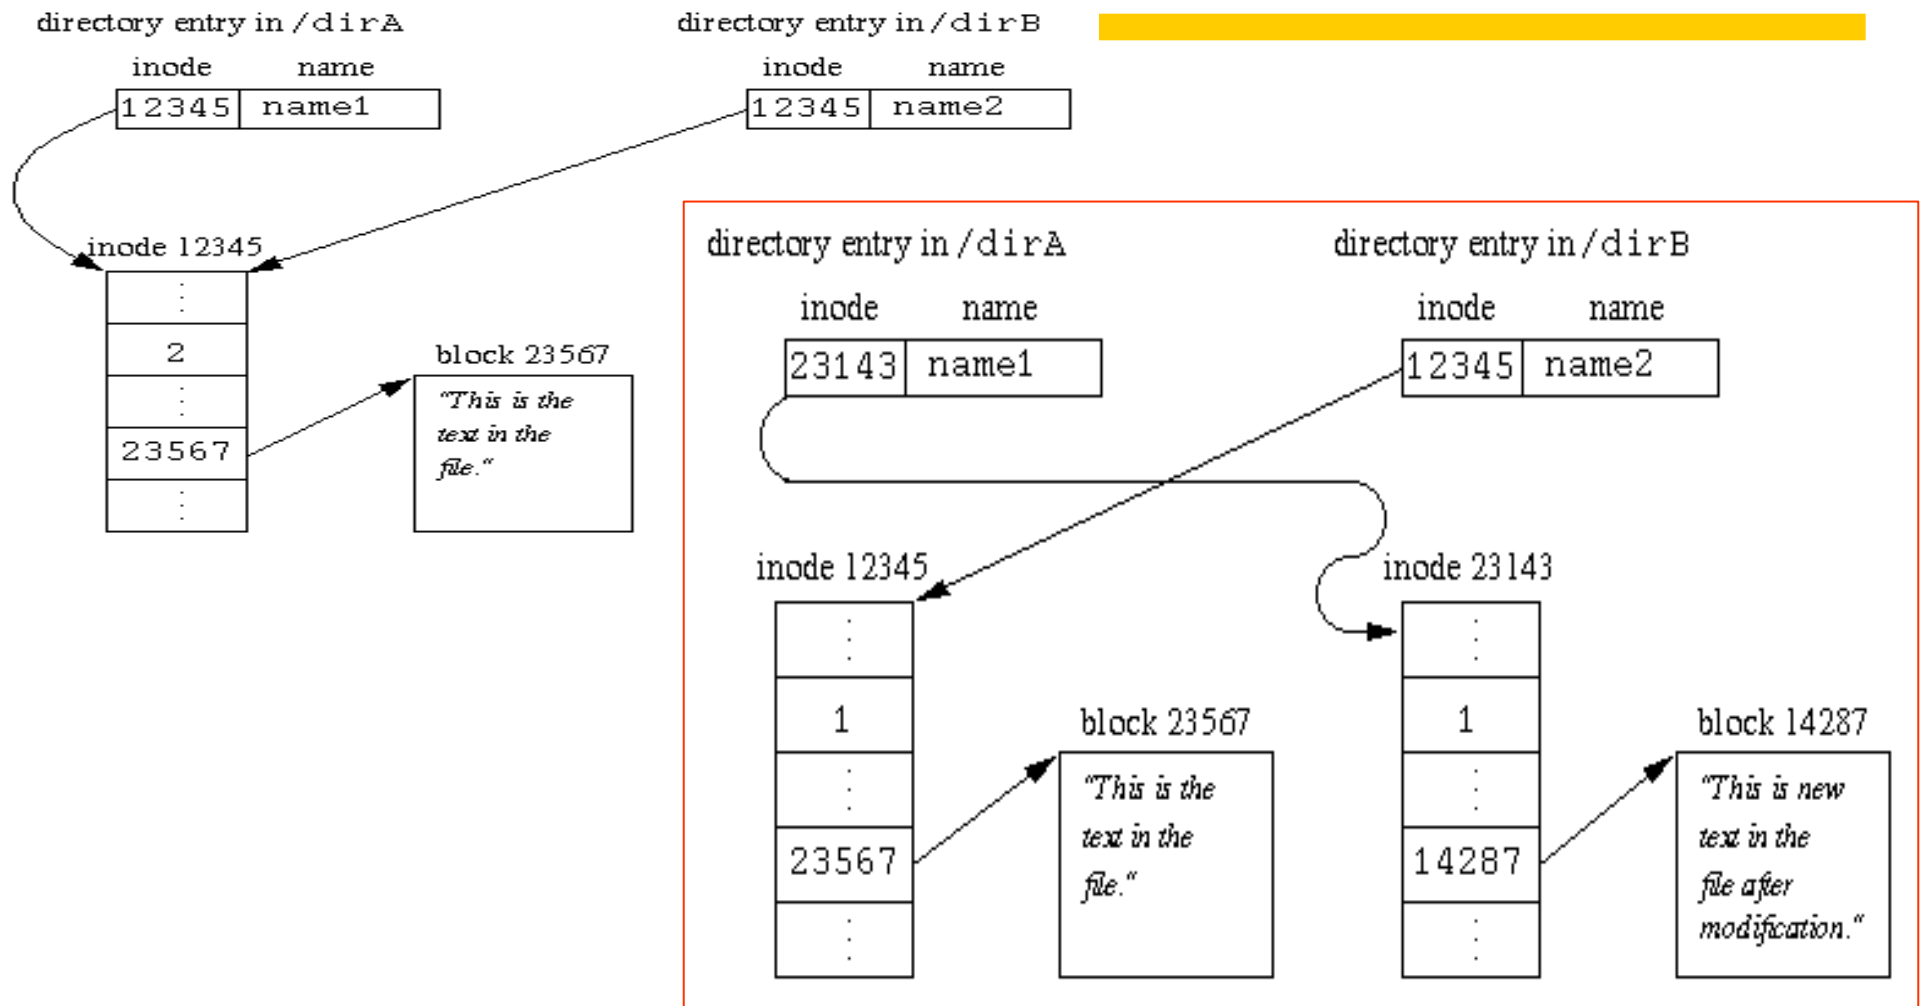 directory entry in /dirA
inode name
12345 name1
directory entry in /dirB
inode name
12345 name2
inode 12345
2
23567
block 23567
"This is the
text in the
file."
directory entry in /dirA
inode name
23143 name1
directory entry in /dirB
inode name
12345 name2
inode 12345
1
23567
block 23567
"This is the
text in the
file."
inode 23143
1
14287
block 14287
"This is new
text in the
file after
modification."